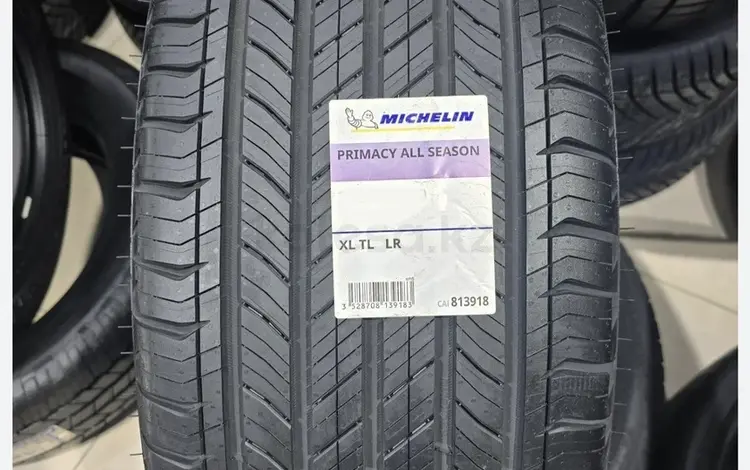 MICHELIN
PRIMACY ALL SEASON
XL TL LR
3 528708 139183
CAI 813918